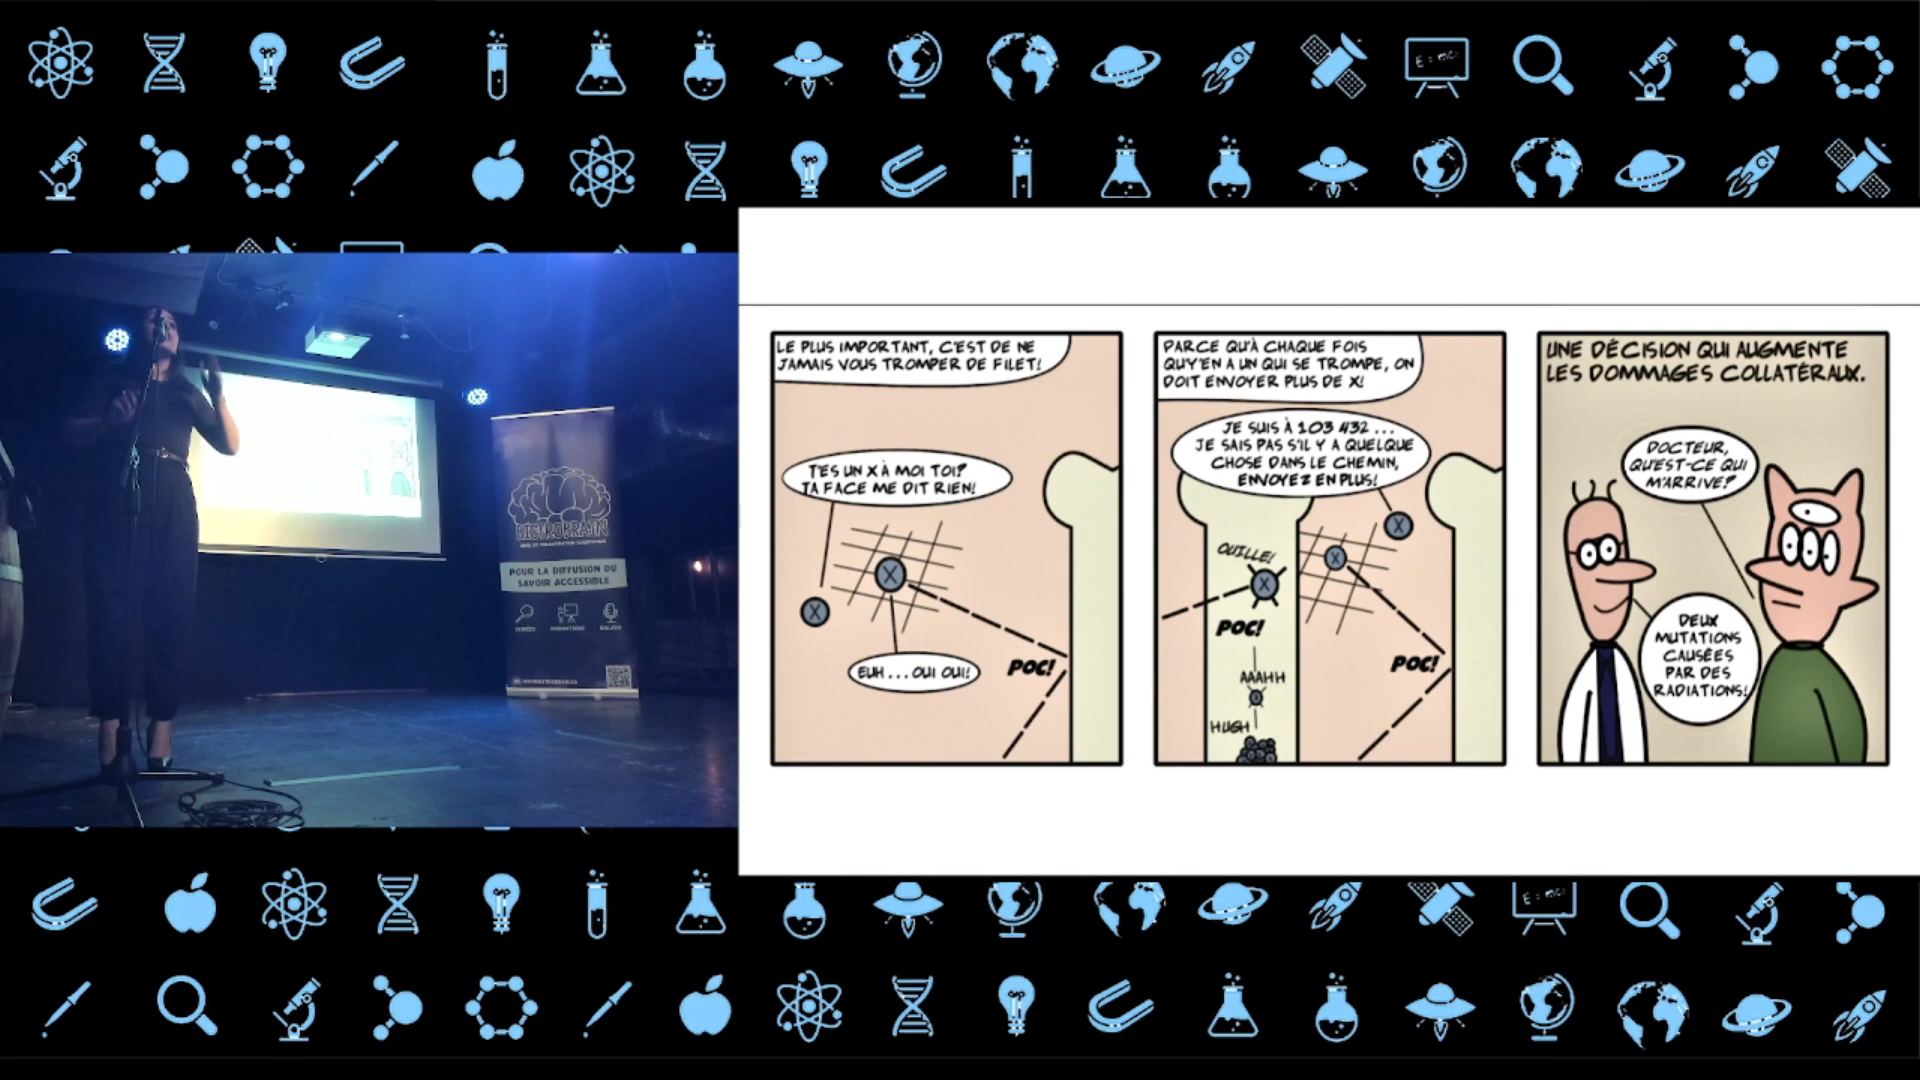 E = mc²
BISTROBRAIN
POUR LA DIFFUSION DU
SAVOIR ACCESSIBLE
LE PLUS IMPORTANT, C'EST DE NE
JAMAIS VOUS TROMPER DE FILET!
T'ES UN X À MOI TOI?
TA FACE ME DIT RIEN!
X
X
EUH ... OUI OUI!
POC!
PARCE QU'À CHAQUE FOIS
QU'Y'EN A UN QUI SE TROMPE, ON
DOIT ENVOYER PLUS DE X!
JE SUIS À 103 432 ...
JE SAIS PAS S'IL Y A QUELQUE
CHOSE DANS LE CHEMIN,
ENVOYEZ EN PLUS!
X
OUILLE!
X
X
POC!
POC!
AAAHH
X
HUGH
UNE DÉCISION QUI AUGMENTE
LES DOMMAGES COLLATÉRAUX.
DOCTEUR,
QU'EST-CE QUI
M'ARRIVE?
DEUX
MUTATIONS
CAUSÉES
PAR DES
RADIATIONS!
E = mc²